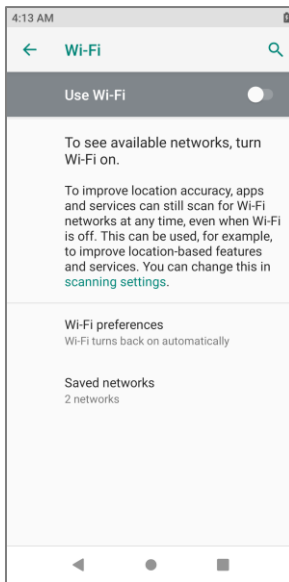 4:13 AM
Wi-Fi
Use Wi-Fi
To see available networks, turn
Wi-Fi on.
To improve location accuracy, apps
and services can still scan for Wi-Fi
networks at any time, even when Wi-Fi
is off. This can be used, for example,
to improve location-based features
and services. You can change this in
scanning settings.
Wi-Fi preferences
Wi-Fi turns back on automatically
Saved networks
2 networks